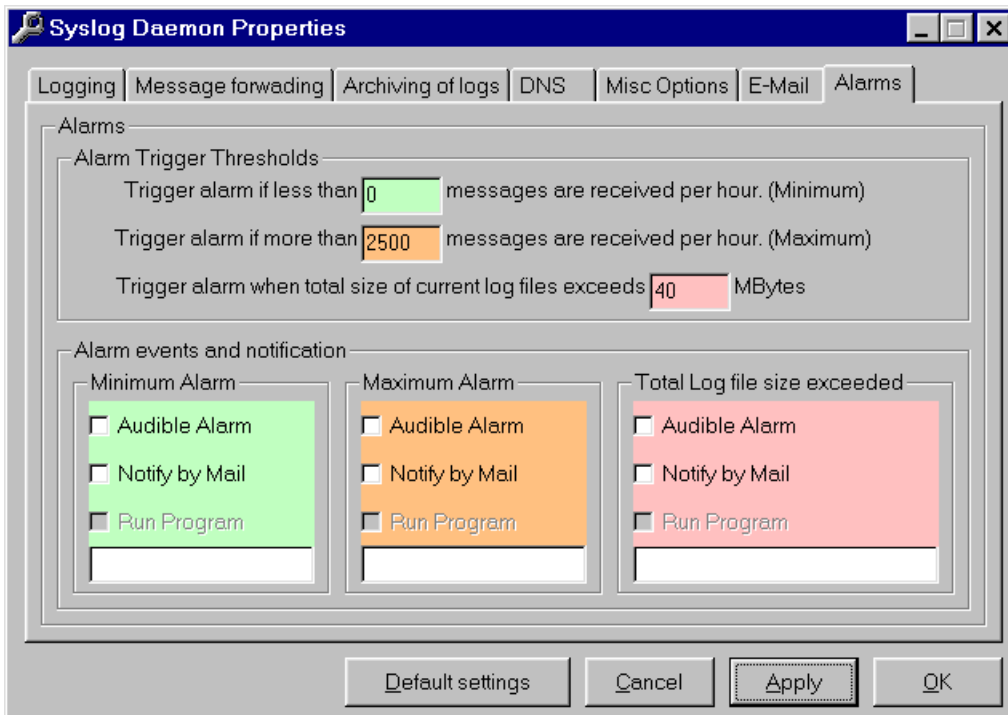 Syslog Daemon Properties
Logging Message forwading Archiving of logs DNS Misc Options E-Mail Alarms
Alarms
Alarm Trigger Thresholds
Trigger alarm if less than 0 messages are received per hour. (Minimum)
Trigger alarm if more than 2500 messages are received per hour. (Maximum)
Trigger alarm when total size of current log files exceeds 40 MBytes
Alarm events and notification
Minimum Alarm Maximum Alarm Total Log file size exceeded
Audible Alarm Audible Alarm Audible Alarm
Notify by Mail Notify by Mail Notify by Mail
Run Program Run Program Run Program
Default settings Cancel Apply OK